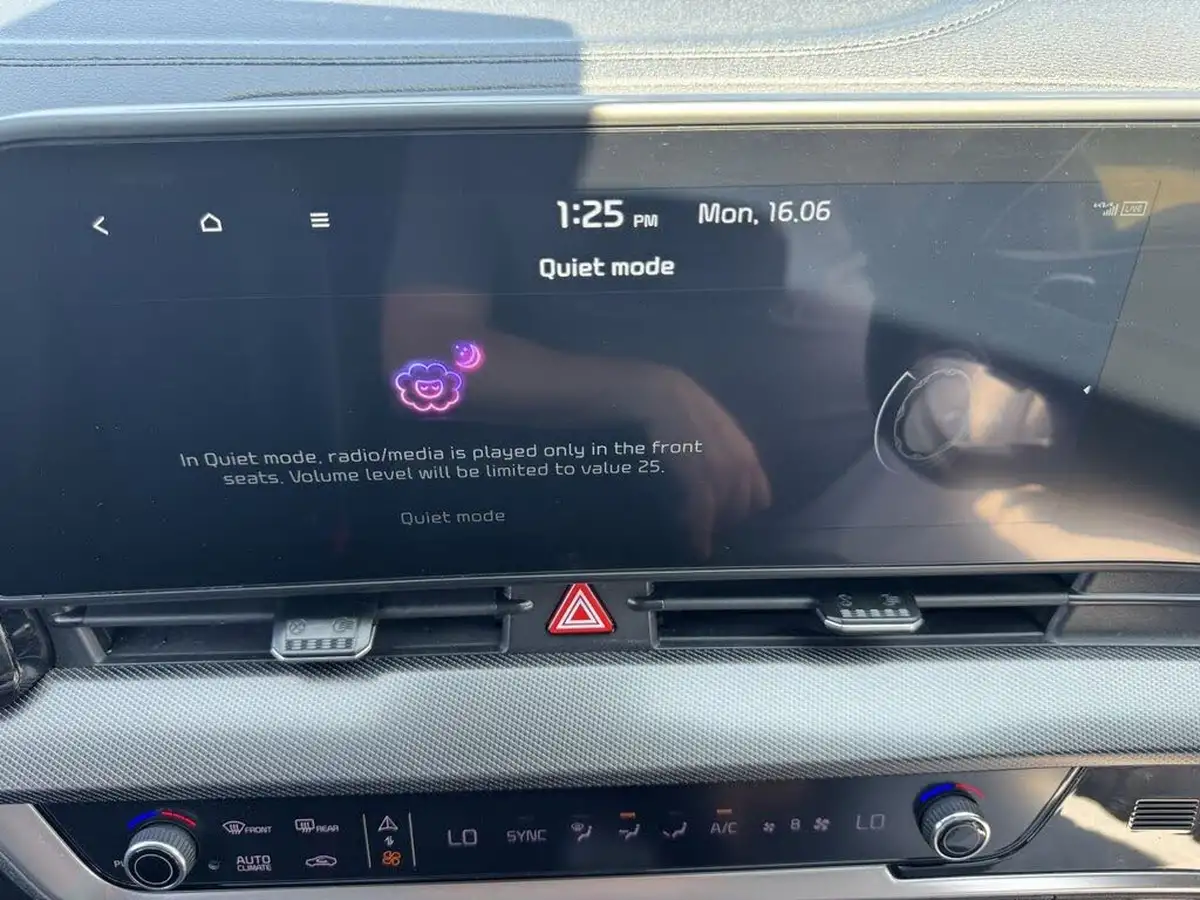 1:25 PM Mon, 16.06
LIVE
Quiet mode
In Quiet mode, radio/media is played only in the front
seats. Volume level will be limited to value 25.
Quiet mode
FRONT
REAR
LO
SYNC
A/C
8
LO
AUTO
CLIMATE